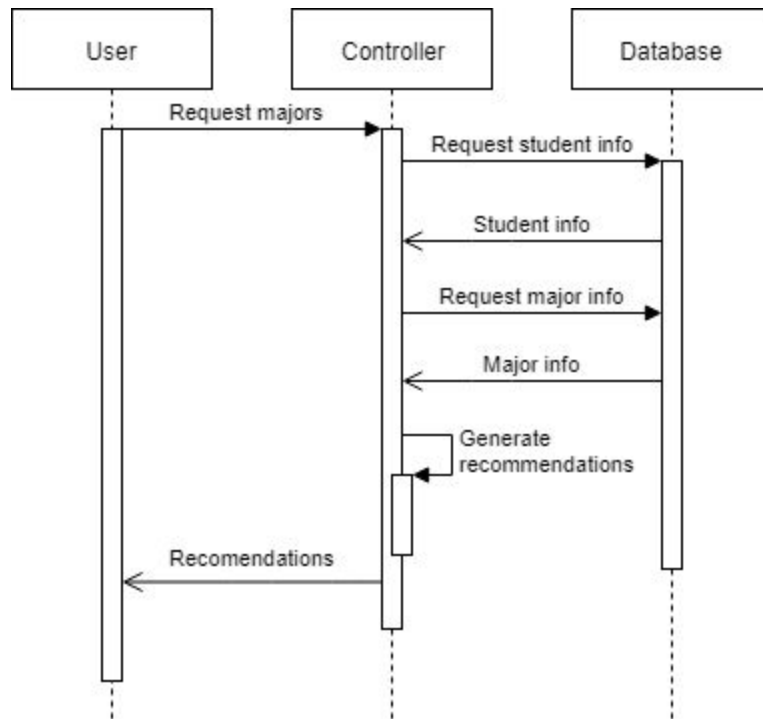 User
Controller
Database
Request majors
Request student info
Student info
Request major info
Major info
Generate
recommendations
Recomendations